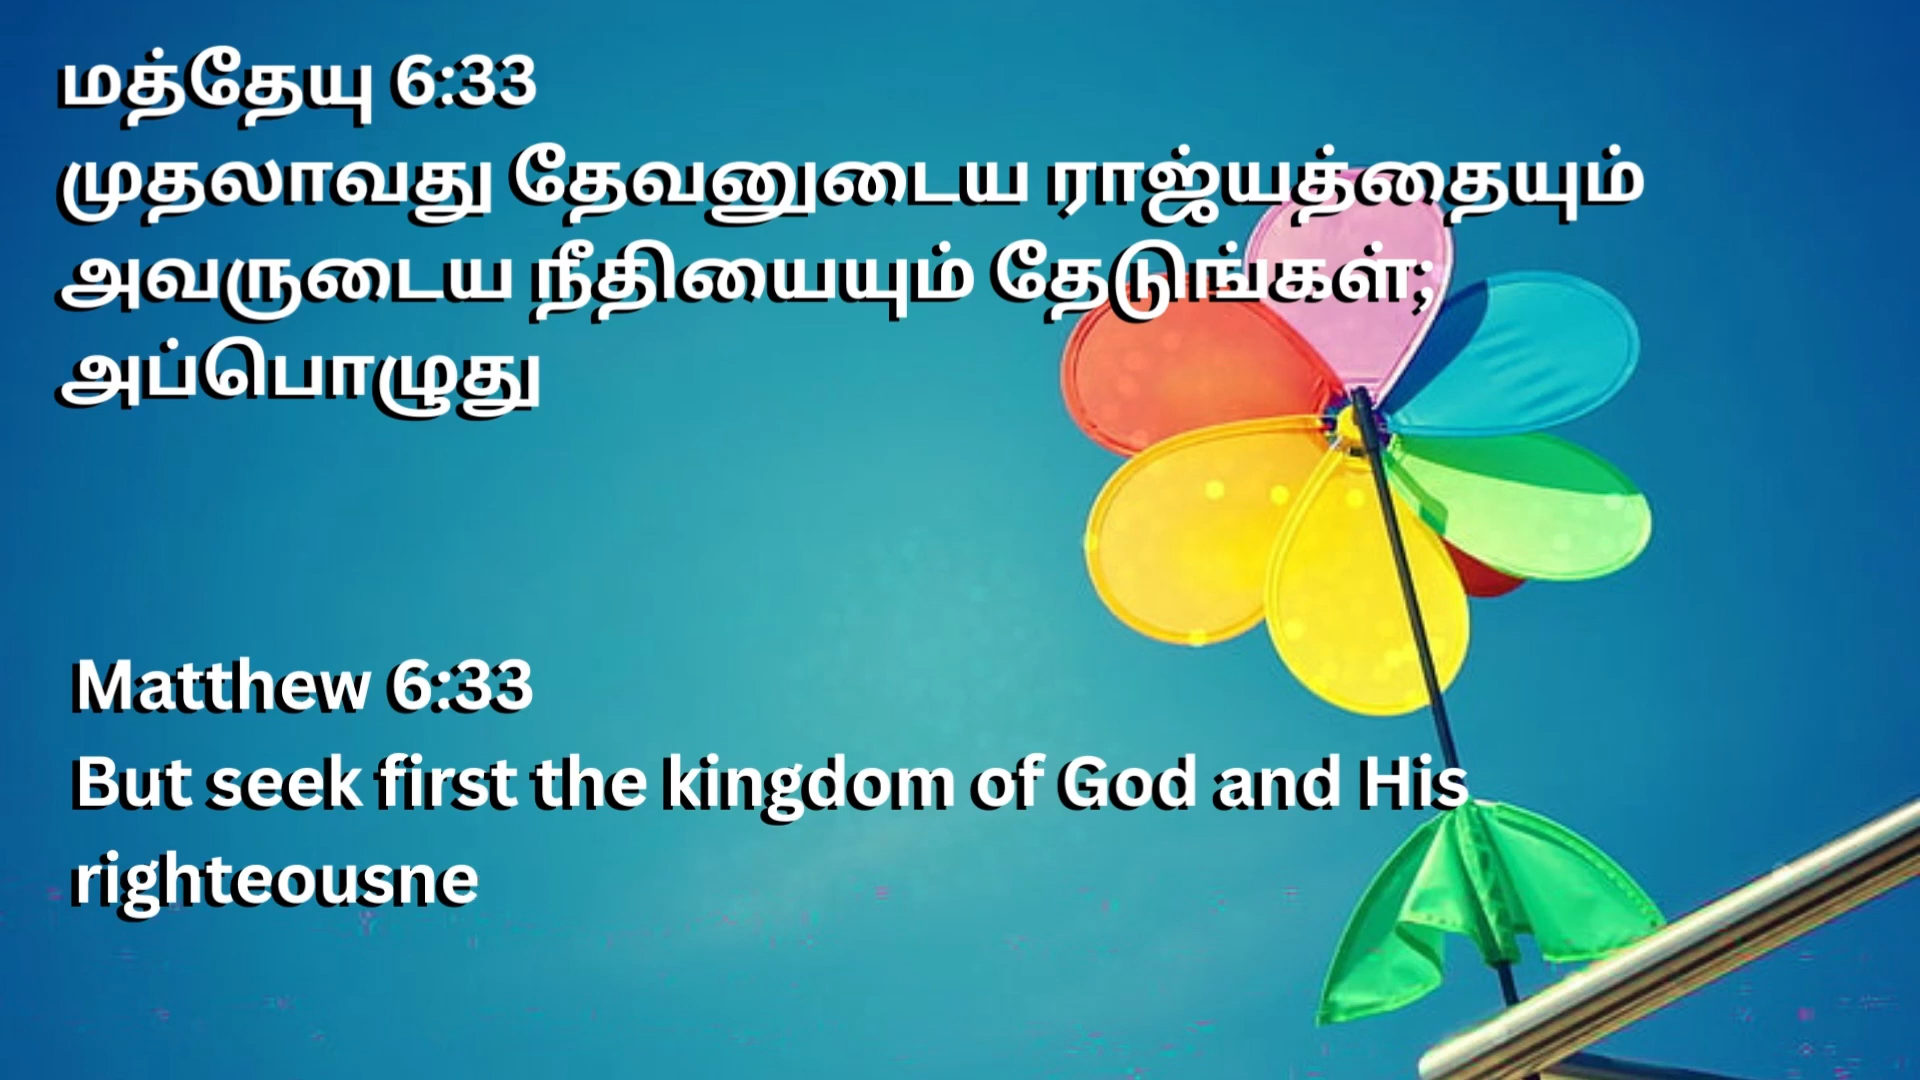 மத்தேயு 6:33
முதலாவது தேவனுடைய ராஜ்யத்தையும்
அவருடைய நீதியையும் தேடுங்கள்;
அப்பொழுது
Matthew 6:33
But seek first the kingdom of God and His
righteousne